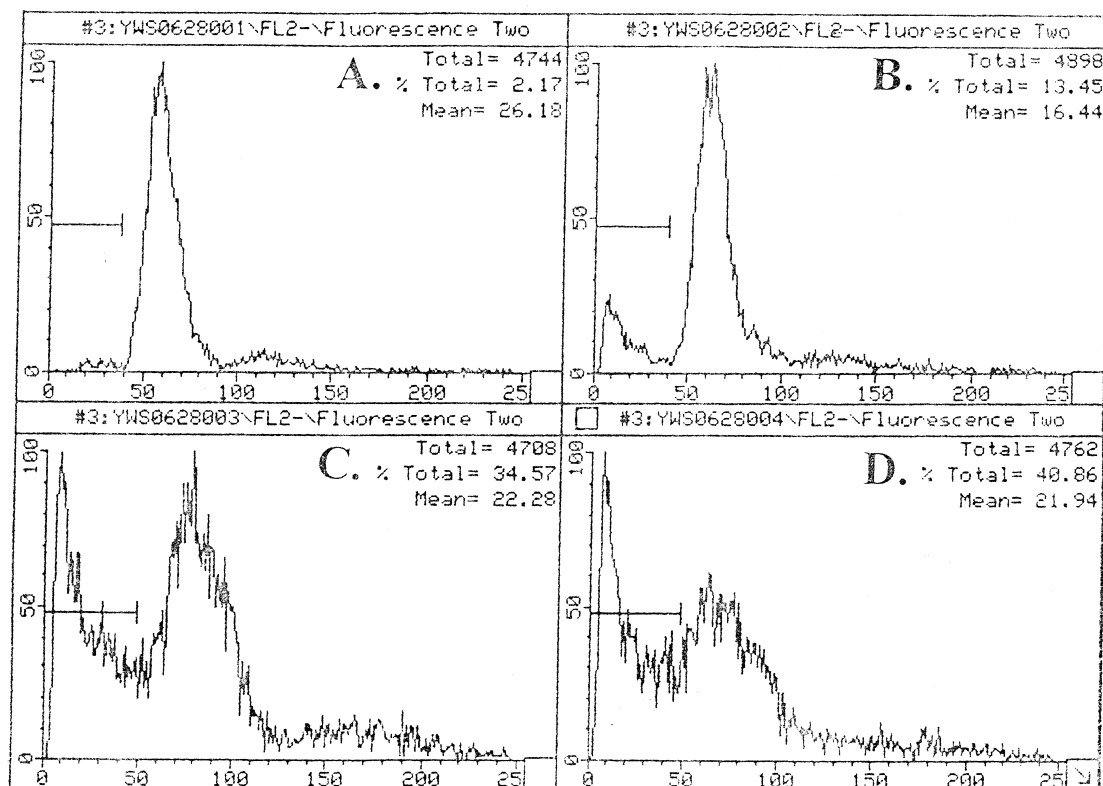 #3:YWS0628001\FL2-\Fluorescence Two
A.
Total= 4744
% Total= 2.17
Mean= 26.18
100
50
0
0 50 100 150 200 25
#3:YWS0628002\FL2-\Fluorescence Two
B.
Total= 4898
% Total= 13.45
Mean= 16.44
100
50
0
0 50 100 150 200 25
#3:YWS0628003\FL2-\Fluorescence Two
C.
Total= 4708
% Total= 34.57
Mean= 22.28
100
50
0
0 50 100 150 200 25
#3:YWS0628004\FL2-\Fluorescence Two
D.
Total= 4762
% Total= 40.86
Mean= 21.94
100
50
0
0 50 100 150 200 25